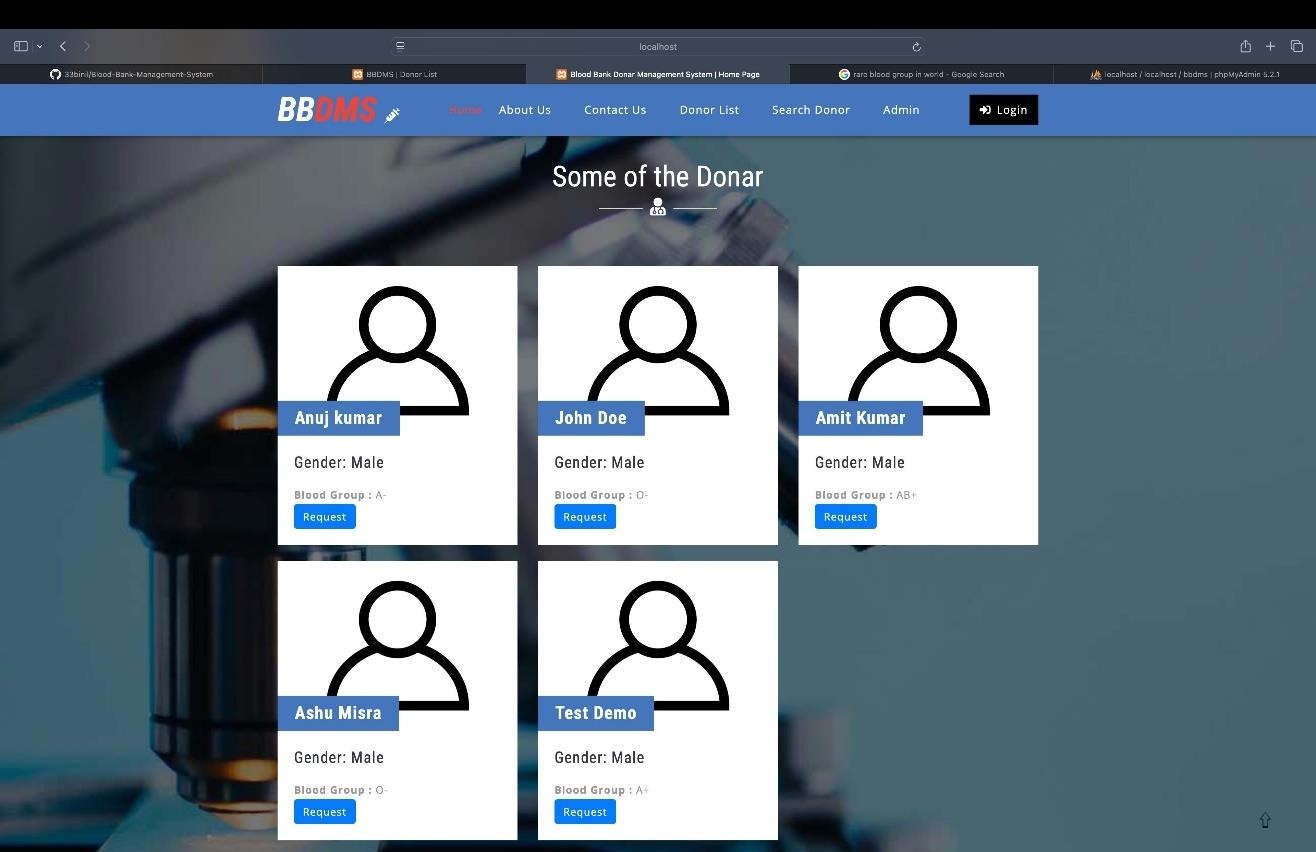 localhost
33binil/Blood-Bank-Management-System
BBDMS | Donor List
Blood Bank Donar Management System | Home Page
rare blood group in world - Google Search
localhost / localhost / bbdms | phpMyAdmin 5.2.1
BBDMS Home About Us Contact Us Donor List Search Donor Admin Login
Some of the Donar
Anuj kumar
Gender: Male
Blood Group : A-
Request
John Doe
Gender: Male
Blood Group : O-
Request
Amit Kumar
Gender: Male
Blood Group : AB+
Request
Ashu Misra
Gender: Male
Blood Group : O-
Request
Test Demo
Gender: Male
Blood Group : A+
Request